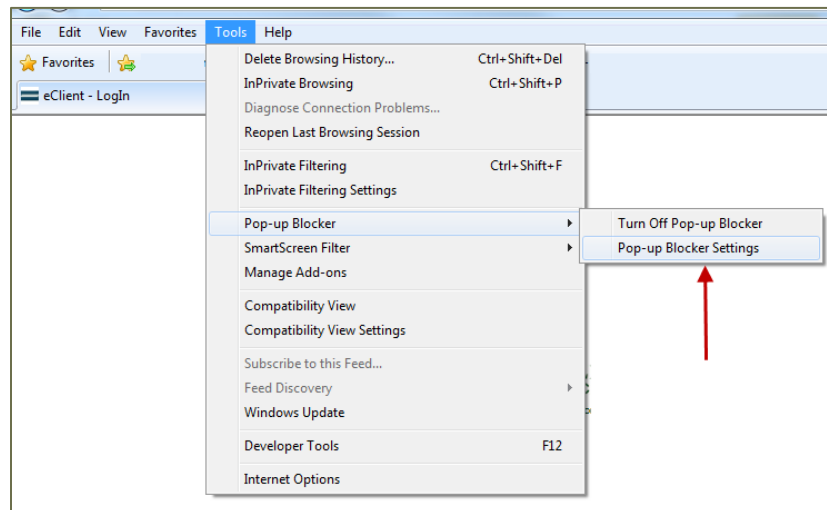 File Edit View Favorites Tools Help
Favorites
eClient - LogIn
Delete Browsing History... Ctrl+Shift+Del
InPrivate Browsing Ctrl+Shift+P
Diagnose Connection Problems...
Reopen Last Browsing Session
InPrivate Filtering Ctrl+Shift+F
InPrivate Filtering Settings
Pop-up Blocker
Turn Off Pop-up Blocker
SmartScreen Filter
Pop-up Blocker Settings
Manage Add-ons
Compatibility View
Compatibility View Settings
Subscribe to this Feed...
Feed Discovery
Windows Update
Developer Tools F12
Internet Options